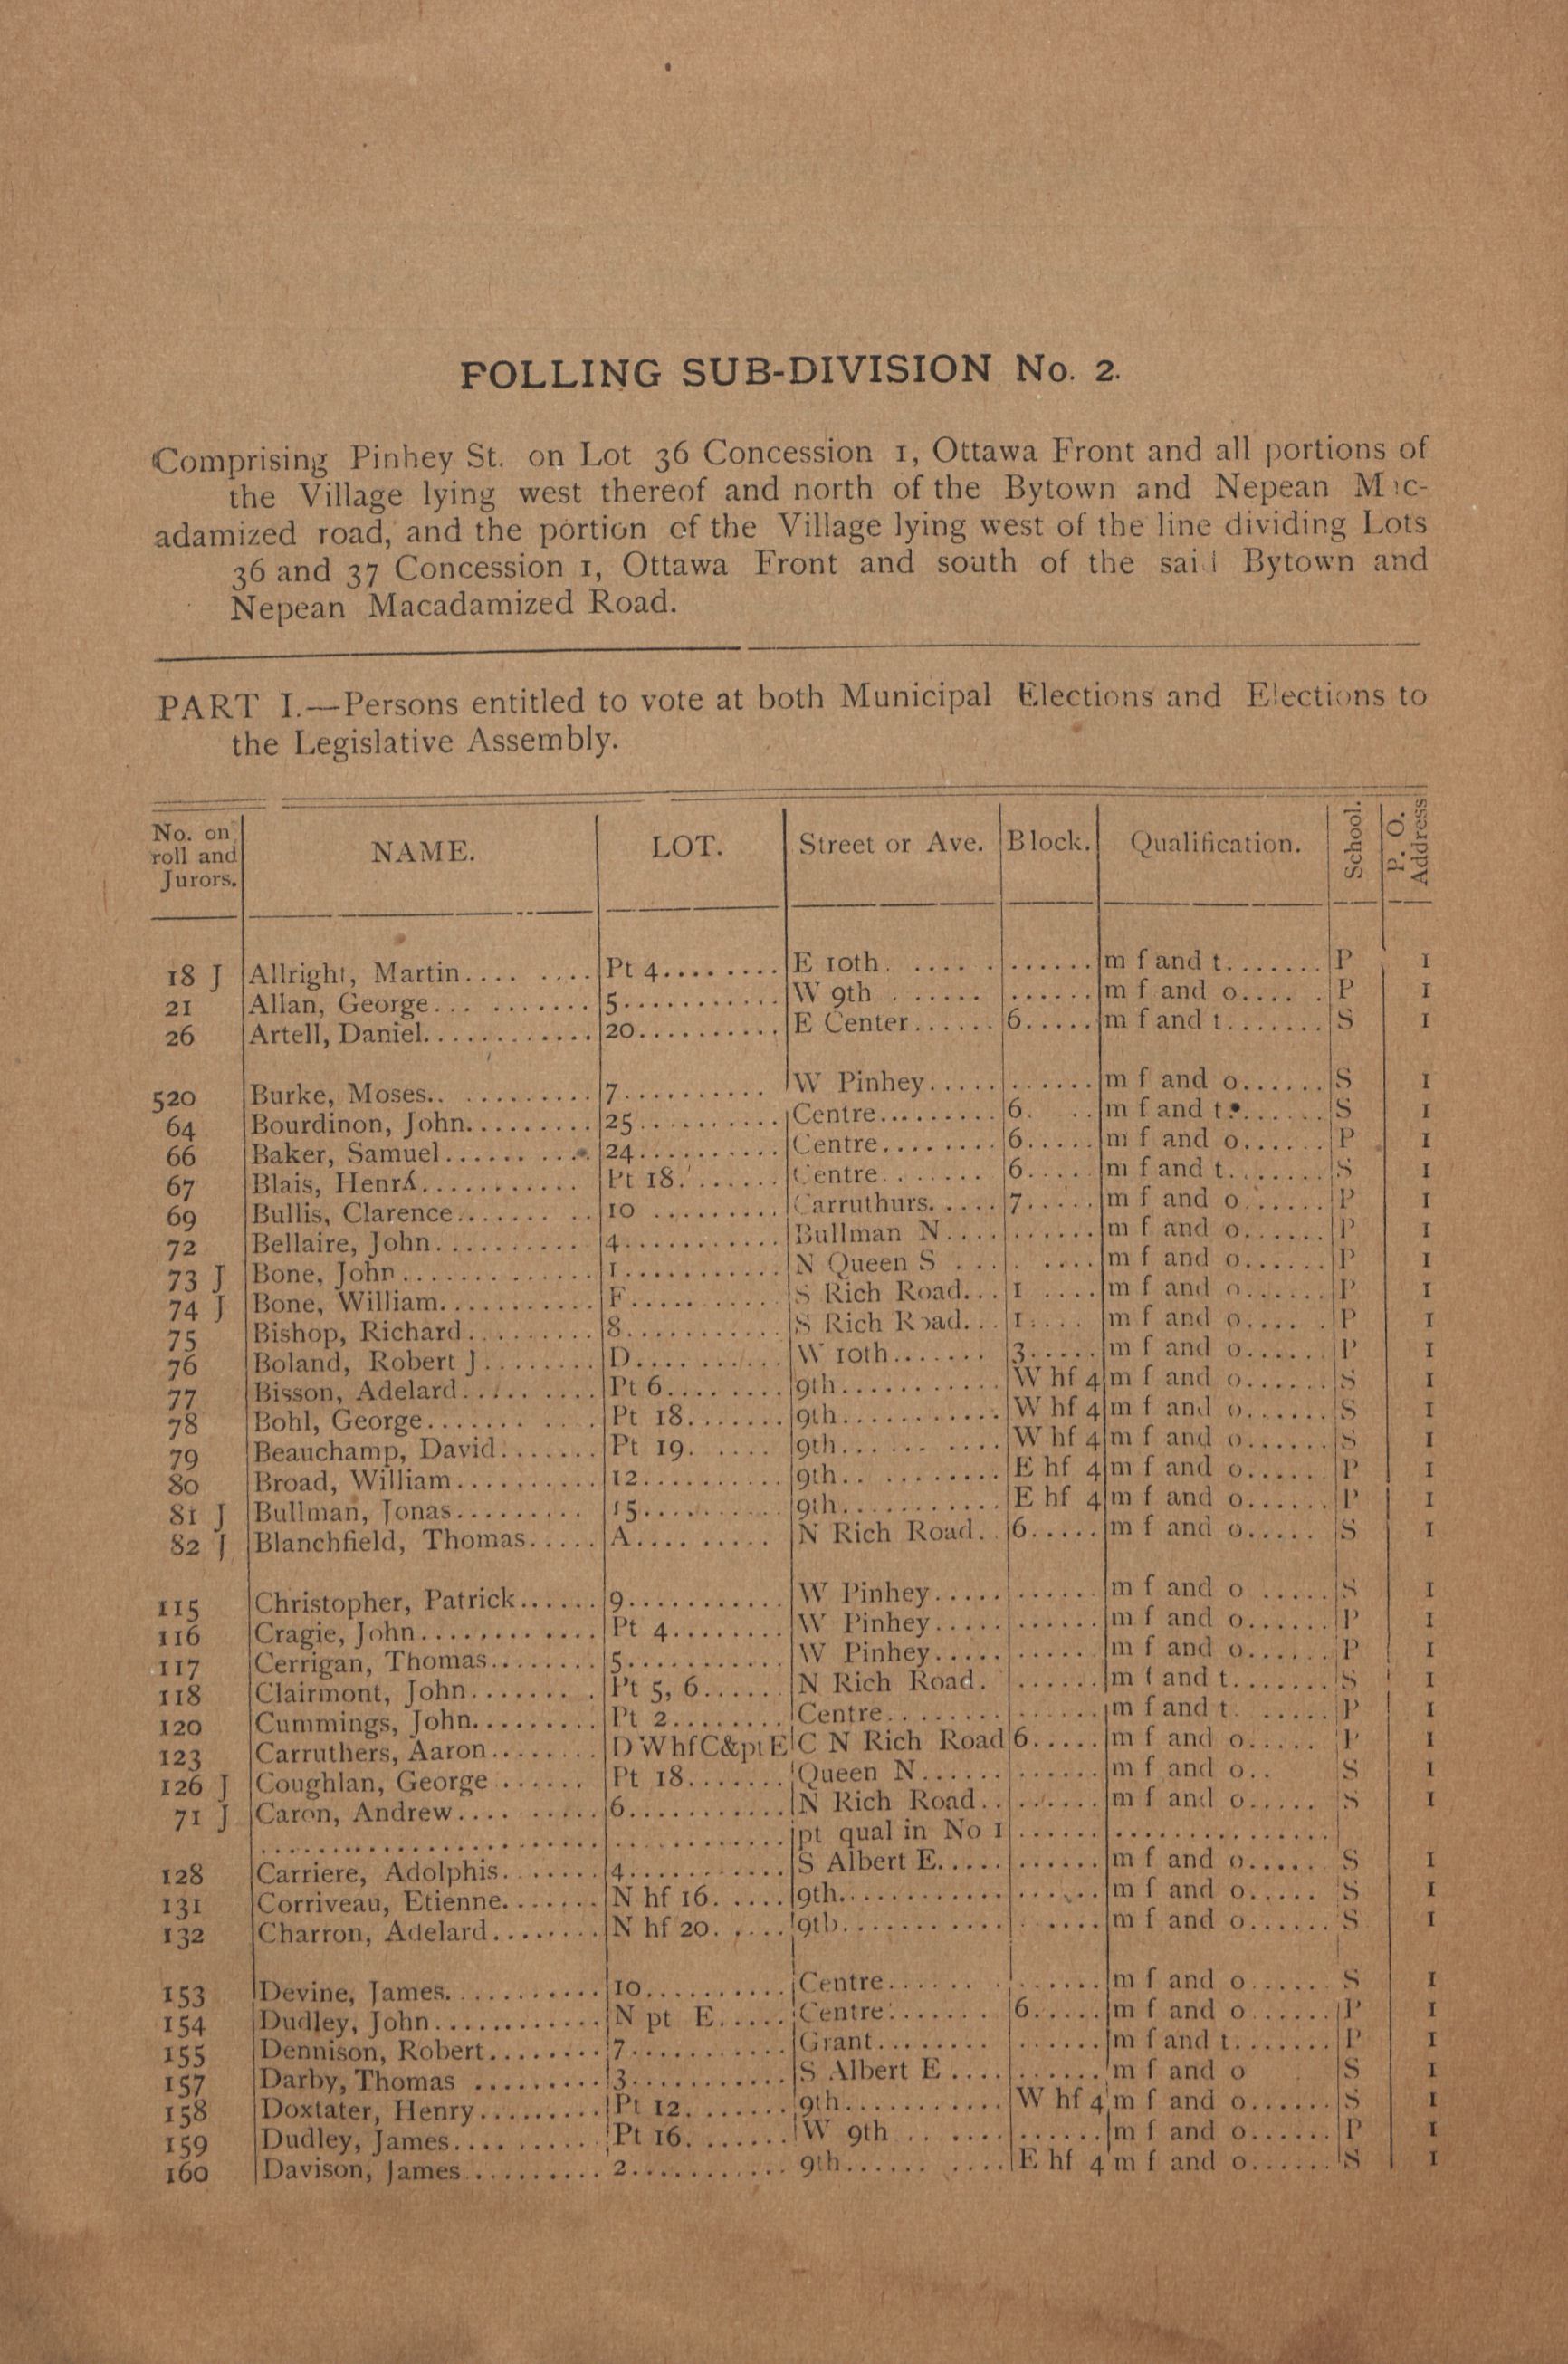 FOLLING SUB-DIVISION No. 2.
Comprising Pinhey St. on Lot 36 Concession 1, Ottawa Front and all portions of
the Village lying west thereof and north of the Bytown and Nepean Mac-
adamized road, and the portion of the Village lying west of the line dividing Lots
36 and 37 Concession 1, Ottawa Front and south of the said Bytown and
Nepean Macadamized Road.
PART I.—Persons entitled to vote at both Municipal Elections and Elections to
the Legislative Assembly.
No. on roll and Jurors. NAME. LOT. Street or Ave. Block. Qualification. School. P. O. Address
18 J Allright, Martin.... .... Pt 4........ E 10th. ..... . ...... m f and t....... P 1
21 Allan, George... ........ 5........... W 9th . ...... ...... m f and o.... . P 1
26 Artell, Daniel............ 20.......... E Center...... 6..... m f and t....... S 1
520 Burke, Moses.. ......... 7.......... W Pinhey..... ...... m f and o...... S 1
64 Bourdinon, John......... 25.......... Centre......... 6. .. m f and t....... S 1
66 Baker, Samuel...... ... 24.......... Centre........ 6..... m f and o...... P 1
67 Blais, Henr........... Pt 18. ...... Centre. ...... 6..... m f and t....... S 1
69 Bullis, Clarence....... .. 10 ......... Carruthurs..... 7..... m f and o ...... P 1
72 Bellaire, John.......... 4........... Bullman N.... ...... m f and o...... P 1
73 J Bone, John............. 1........... N Queen S ... . .... m f and o...... P 1
74 J Bone, William........... F........... S Rich Road... 1 .... m f and o....... P 1
75 Bishop, Richard......... 8........... S Rich Road... 1.... m f and o.... . P 1
76 Boland, Robert J........ D.... ...... W 10th....... 3..... m f and o...... P 1
77 Bisson, Adelard..... .... Pt 6........ 9th........... W hf 4 m f and o...... S 1
78 Bohl, George....... .... Pt 18....... 9th........... W hf 4 m f and o...... S 1
79 Beauchamp, David....... Pt 19. .... 9th...... .... W hf 4 m f and o...... S 1
80 Broad, William.......... 12.......... 9th.. ........ E hf 4 m f and o...... P 1
81 J Bullman, Jonas......... 15.......... 9th........... E hf 4 m f and o...... P 1
82 J Blanchfield, Thomas..... A.... ..... N Rich Road.. 6..... m f and o..... S 1
115 Christopher, Patrick...... 9........... W Pinhey..... ...... m f and o ..... S 1
116 Cragie, John............ Pt 4........ W Pinhey..... ...... m f and o...... P 1
117 Cerrigan, Thomas........ 5........... W Pinhey..... ...... m f and o...... P 1
118 Clairmont, John....... . Pt 5, 6...... N Rich Road. ...... m f and t........ S 1
120 Cummings, John......... Pt 2........ Centre........ ...... m f and t. ...... P 1
123 Carruthers, Aaron........ D WhfC&ptE C N Rich Road 6..... m f and o..... P 1
126 J Coughlan, George ...... Pt 18....... Queen N...... ...... m f and o.. S 1
71 J Caron, Andrew.......... 6........... N Rich Road.. ...... m f and o..... S 1
........................ ............ pt qual in No 1 ...... ..............
128 Carriere, Adolphis....... 4........... S Albert E..... ...... m f and o..... S 1
131 Corriveau, Etienne....... N hf 16. .... 9th........... ...... m f and o..... S 1
132 Charron, Adelard........ N hf 20. .... 9tb........... . ..... m f and o...... S 1
153 Devine, James............ 10.......... Centre...... . ...... m f and o...... S 1
154 Dudley, John............ N pt E..... Centre....... 6..... m f and o...... P 1
155 Dennison, Robert........ 7........... Grant........ ...... m f and t....... P 1
157 Darby, Thomas ......... 3........... S Albert E .... ...... m f and o S 1
158 Doxtater, Henry......... Pt 12. ...... 9th........... W hf 4 m f and o...... S 1
159 Dudley, James........... Pt 16. ...... W 9th ... .... ...... m f and o...... P 1
160 Davison, James.......... 2........... 9th...... .... E hf 4 m f and o...... S 1